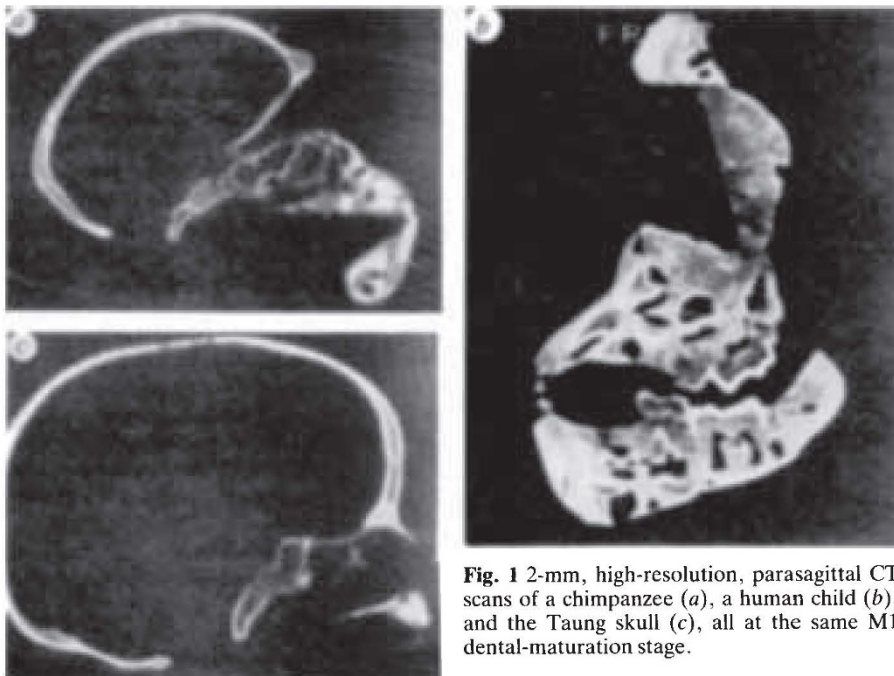 Fig. 1 2-mm, high-resolution, parasagittal CT
scans of a chimpanzee (a), a human child (b)
and the Taung skull (c), all at the same M1
dental-maturation stage.